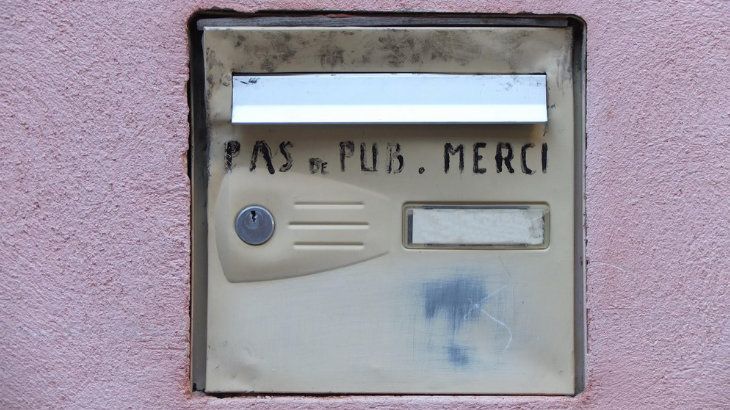 PAS DE PUB. MERCI